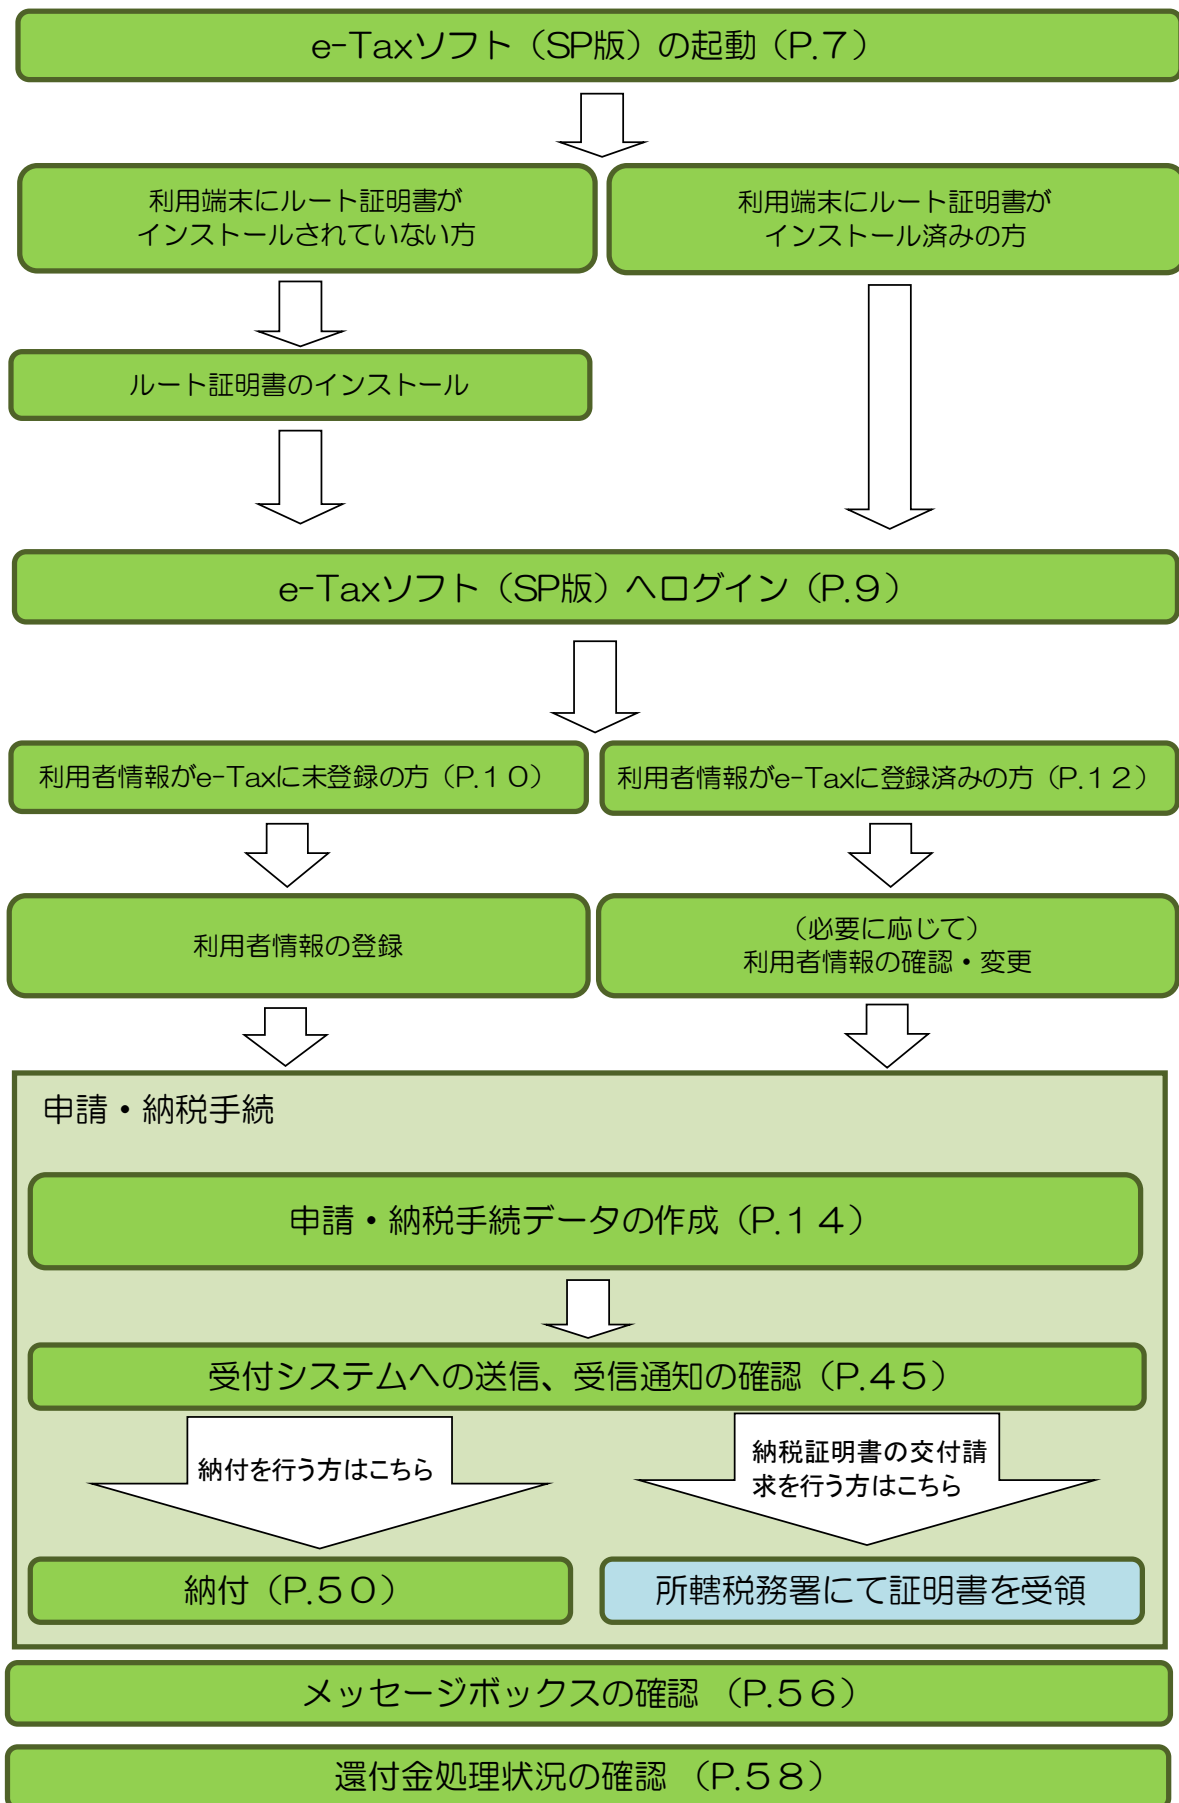 e-Taxソフト（SP版）の起動（P.７）
利用端末にルート証明書が
インストールされていない方
利用端末にルート証明書が
インストール済みの方
ルート証明書のインストール
e-Taxソフト（SP版）へログイン（P.９）
利用者情報がe-Taxに未登録の方（P.１０）
利用者情報がe-Taxに登録済みの方（P.１２）
利用者情報の登録
（必要に応じて）
利用者情報の確認・変更
申請・納税手続
申請・納税手続データの作成（P.１４）
受付システムへの送信、受信通知の確認（P.４５）
納付を行う方はこちら
納税証明書の交付請
求を行う方はこちら
納付（P.５０）
所轄税務署にて証明書を受領
メッセージボックスの確認 （P.５６）
還付金処理状況の確認 （P.５８）